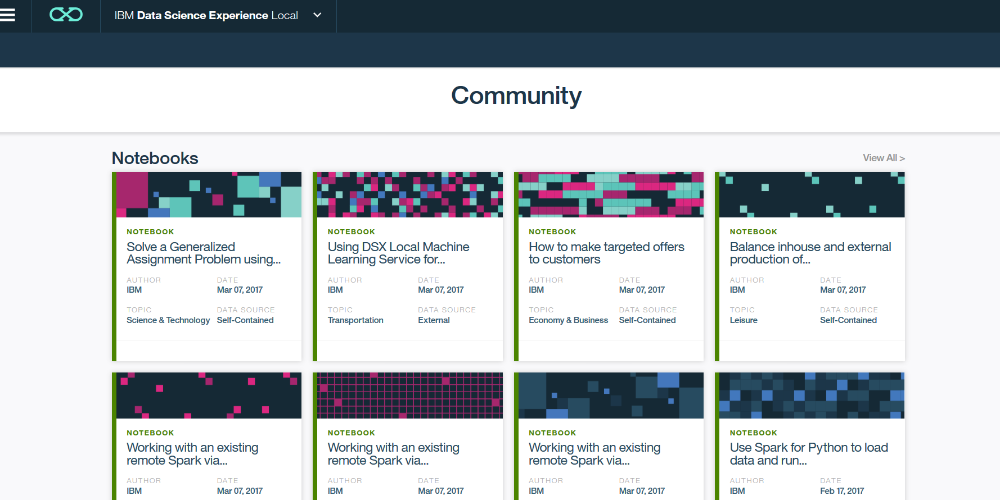 IBM Data Science Experience Local
Community
Notebooks
View All >
NOTEBOOK
Solve a Generalized
Assignment Problem using...
AUTHOR
DATE
IBM
Mar 07, 2017
TOPIC
DATA SOURCE
Science & Technology
Self-Contained
NOTEBOOK
Using DSX Local Machine
Learning Service for...
AUTHOR
DATE
IBM
Mar 07, 2017
TOPIC
DATA SOURCE
Transportation
External
NOTEBOOK
How to make targeted offers
to customers
AUTHOR
DATE
IBM
Mar 07, 2017
TOPIC
DATA SOURCE
Economy & Business
Self-Contained
NOTEBOOK
Balance inhouse and external
production of...
AUTHOR
DATE
IBM
Mar 07, 2017
TOPIC
DATA SOURCE
Leisure
Self-Contained
NOTEBOOK
Working with an existing
remote Spark via...
AUTHOR
DATE
IBM
Mar 07, 2017
NOTEBOOK
Working with an existing
remote Spark via...
AUTHOR
DATE
IBM
Mar 07, 2017
NOTEBOOK
Working with an existing
remote Spark via...
AUTHOR
DATE
IBM
Mar 07, 2017
NOTEBOOK
Use Spark for Python to load
data and run...
AUTHOR
DATE
IBM
Feb 17, 2017